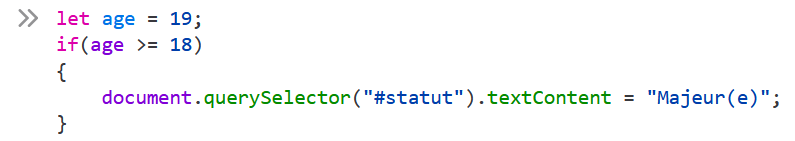 let age = 19;
if(age >= 18)
{
    document.querySelector("#statut").textContent = "Majeur(e)";
}